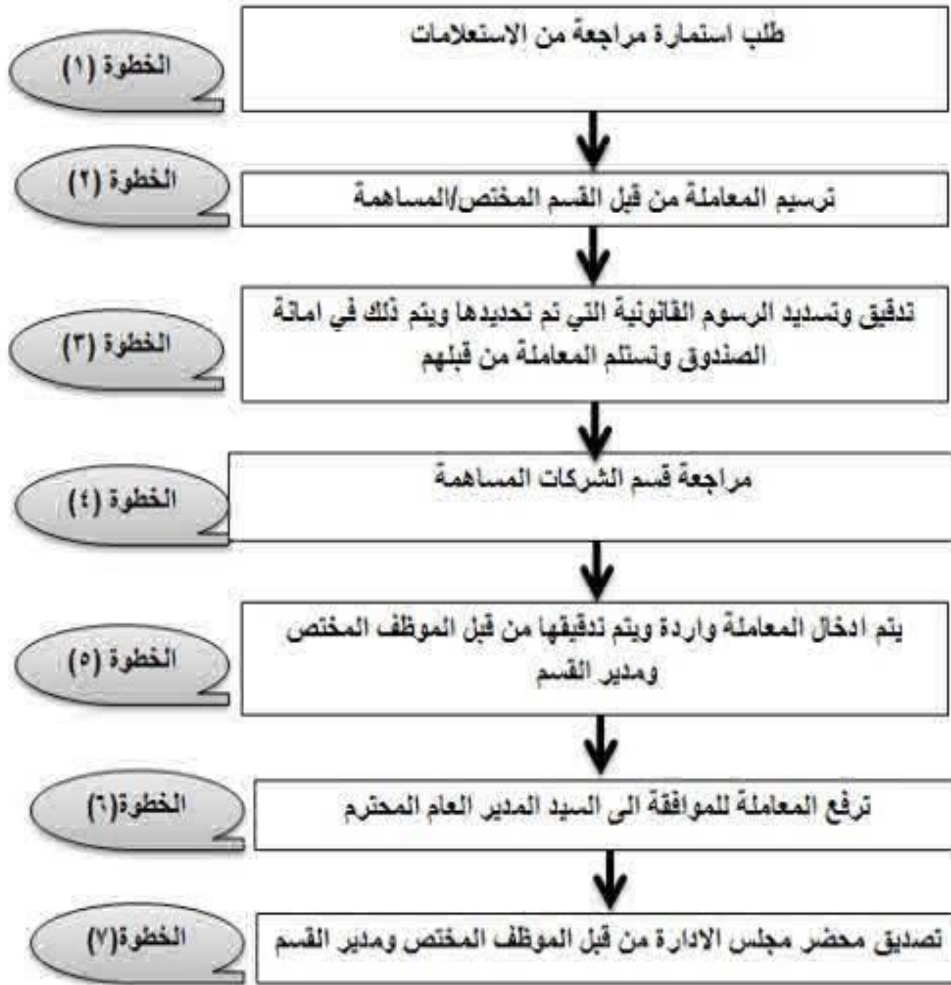 الخطوة (١)
طلب استمارة مراجعة من الاستعلامات
الخطوة (٢)
ترسيم المعاملة من قبل القسم المختص/المساهمة
الخطوة (٣)
تدقيق وتسديد الرسوم القانونية التي تم تحديدها ويتم ذلك في امانة
الصندوق وتستلم المعاملة من قبلهم
الخطوة (٤)
مراجعة قسم الشركات المساهمة
الخطوة (٥)
يتم ادخال المعاملة واردة ويتم تدقيقها من قبل الموظف المختص
ومدير القسم
الخطوة(٦)
ترفع المعاملة للموافقة الى السيد المدير العام المحترم
الخطوة(٧)
تصديق محضر مجلس الادارة من قبل الموظف المختص ومدير القسم